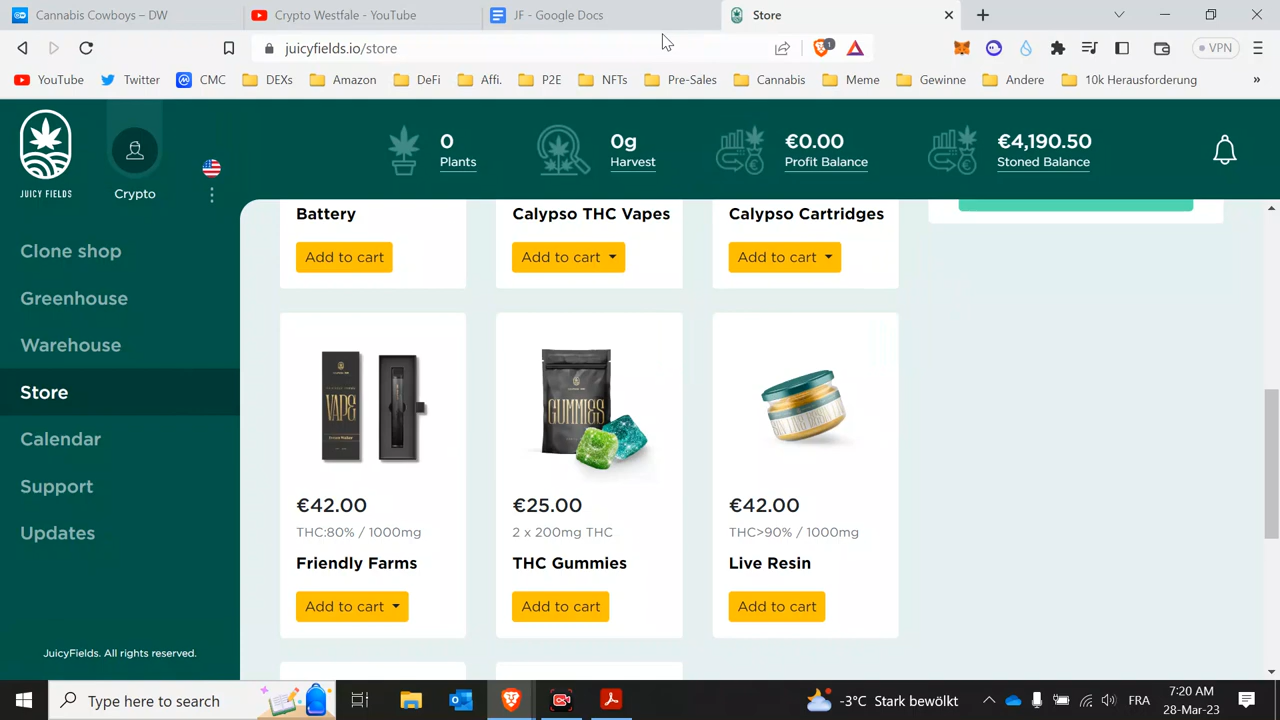 Cannabis Cowboys – DW
Crypto Westfale - YouTube
JF - Google Docs
Store
juicyfields.io/store
1
VPN
YouTube
Twitter
CMC
DEXs
Amazon
DeFi
Affi.
P2E
NFTs
Pre-Sales
Cannabis
Meme
Gewinne
Andere
10k Herausforderung
»
JUICY FIELDS
Crypto
0
Plants
0g
Harvest
€0.00
Profit Balance
€4,190.50
Stoned Balance
Clone shop
Greenhouse
Warehouse
Store
Calendar
Support
Updates
JuicyFields. All rights reserved.
Battery
Add to cart
Calypso THC Vapes
Add to cart
Calypso Cartridges
Add to cart
VAPE
€42.00
THC:80% / 1000mg
Friendly Farms
Add to cart
GUMMIES
€25.00
2 x 200mg THC
THC Gummies
Add to cart
€42.00
THC>90% / 1000mg
Live Resin
Add to cart
Type here to search
-3°C Stark bewölkt
FRA
7:20 AM
28-Mar-23